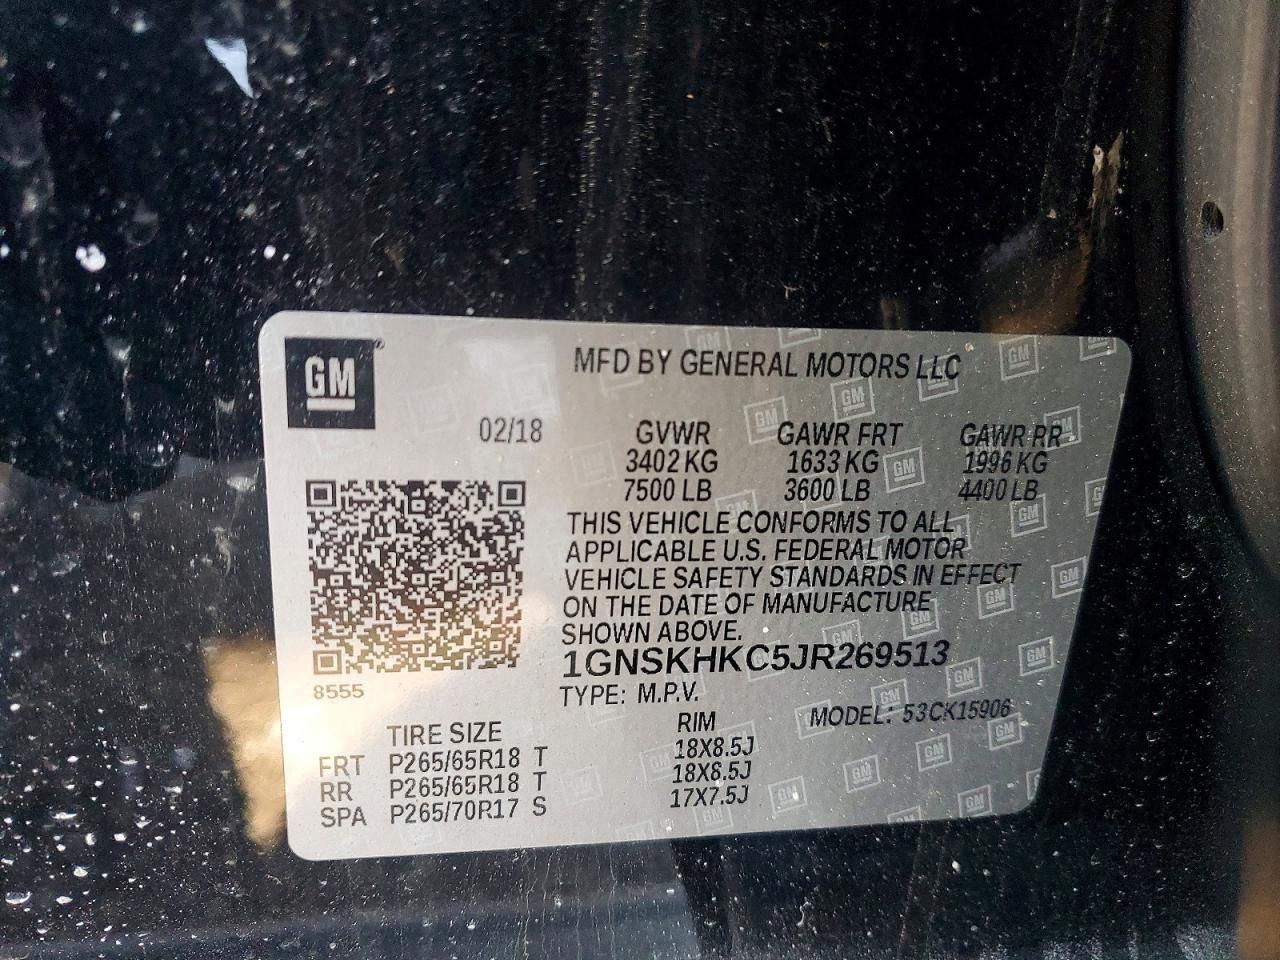 GM
MFD BY GENERAL MOTORS LLC
02/18
GVWR GAWR FRT GAWR RR
3402 KG 1633 KG 1996 KG
7500 LB 3600 LB 4400 LB
THIS VEHICLE CONFORMS TO ALL
APPLICABLE U.S. FEDERAL MOTOR
VEHICLE SAFETY STANDARDS IN EFFECT
ON THE DATE OF MANUFACTURE
SHOWN ABOVE.
1GNSKHKC5JR269513
8555
TYPE: M.P.V.
MODEL: 53CK15906
TIRE SIZE RIM
FRT P265/65R18 T 18X8.5J
RR P265/65R18 T 18X8.5J
SPA P265/70R17 S 17X7.5J